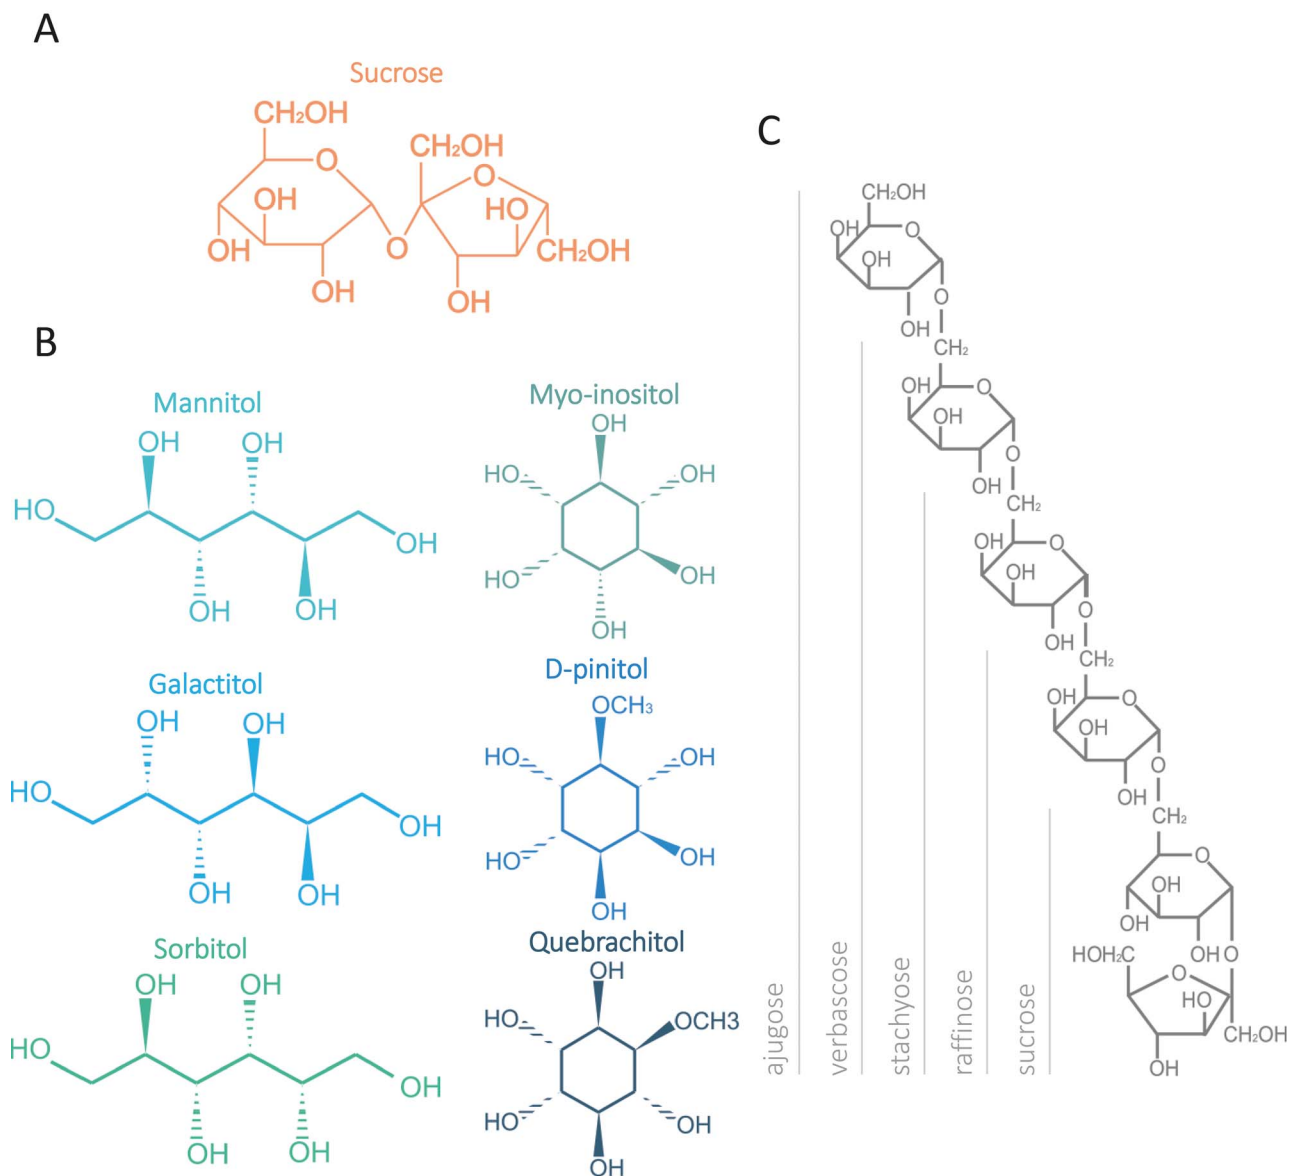 A
Sucrose
CH₂OH
O
OH
OH
OH
O
CH₂OH
O
HO
CH₂OH
OH
B
Mannitol
OH
OH
HO
OH
OH
OH
Myo-inositol
OH
HO
OH
HO
OH
OH
Galactitol
OH
OH
HO
OH
OH
OH
D-pinitol
OCH₃
HO
OH
HO
OH
OH
Sorbitol
OH
OH
HO
OH
OH
OH
Quebrachitol
OH
HO
OCH3
HO
OH
OH
C
CH₂OH
OH
O
OH
OH
O
CH₂
OH
O
OH
OH
O
CH₂
OH
O
OH
OH
O
CH₂
OH
O
OH
OH
O
CH₂
O
OH
OH
OH
O
HOH₂C
O
HO
CH₂OH
OH
ajugose
verbascose
stachyose
raffinose
sucrose